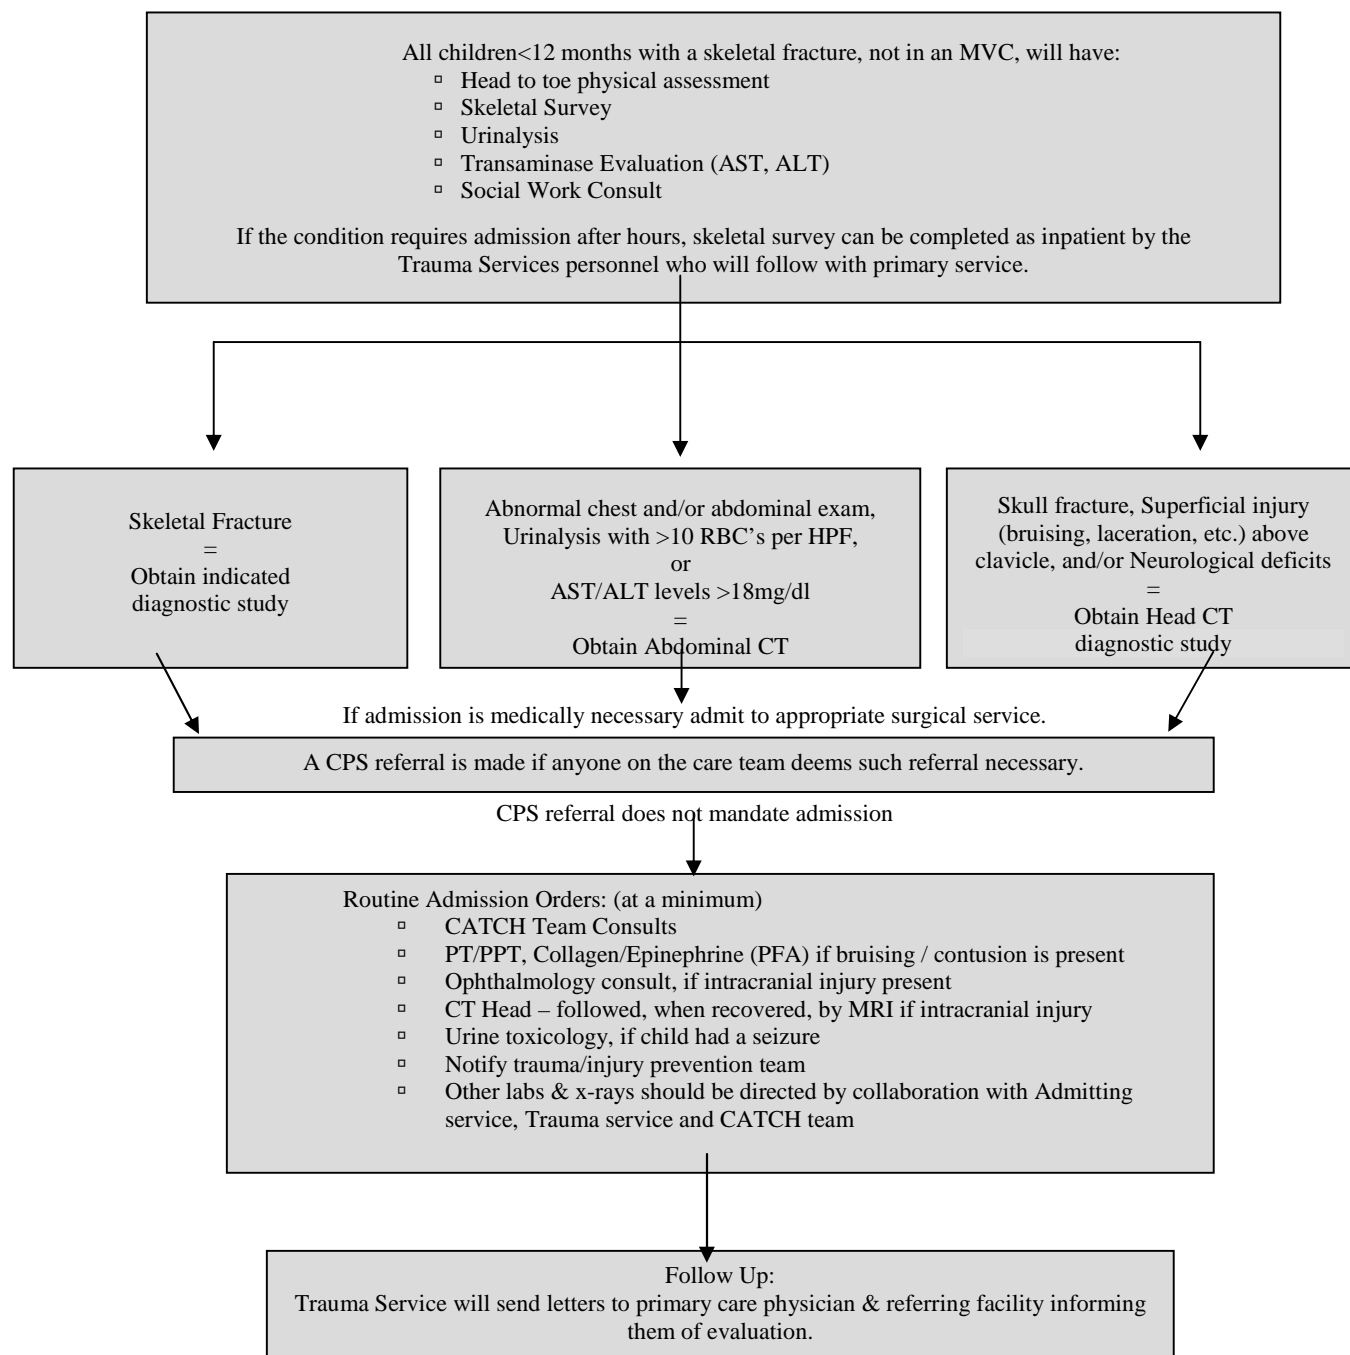 All children<12 months with a skeletal fracture, not in an MVC, will have:
Head to toe physical assessment
Skeletal Survey
Urinalysis
Transaminase Evaluation (AST, ALT)
Social Work Consult
If the condition requires admission after hours, skeletal survey can be completed as inpatient by the
Trauma Services personnel who will follow with primary service.
Skeletal Fracture
=
Obtain indicated
diagnostic study
Abnormal chest and/or abdominal exam,
Urinalysis with >10 RBC’s per HPF,
or
AST/ALT levels >18mg/dl
=
Obtain Abdominal CT
Skull fracture, Superficial injury
(bruising, laceration, etc.) above
clavicle, and/or Neurological deficits
=
Obtain Head CT
diagnostic study
If admission is medically necessary admit to appropriate surgical service.
A CPS referral is made if anyone on the care team deems such referral necessary.
CPS referral does not mandate admission
Routine Admission Orders: (at a minimum)
CATCH Team Consults
PT/PPT, Collagen/Epinephrine (PFA) if bruising / contusion is present
Ophthalmology consult, if intracranial injury present
CT Head – followed, when recovered, by MRI if intracranial injury
Urine toxicology, if child had a seizure
Notify trauma/injury prevention team
Other labs & x-rays should be directed by collaboration with Admitting
service, Trauma service and CATCH team
Follow Up:
Trauma Service will send letters to primary care physician & referring facility informing
them of evaluation.